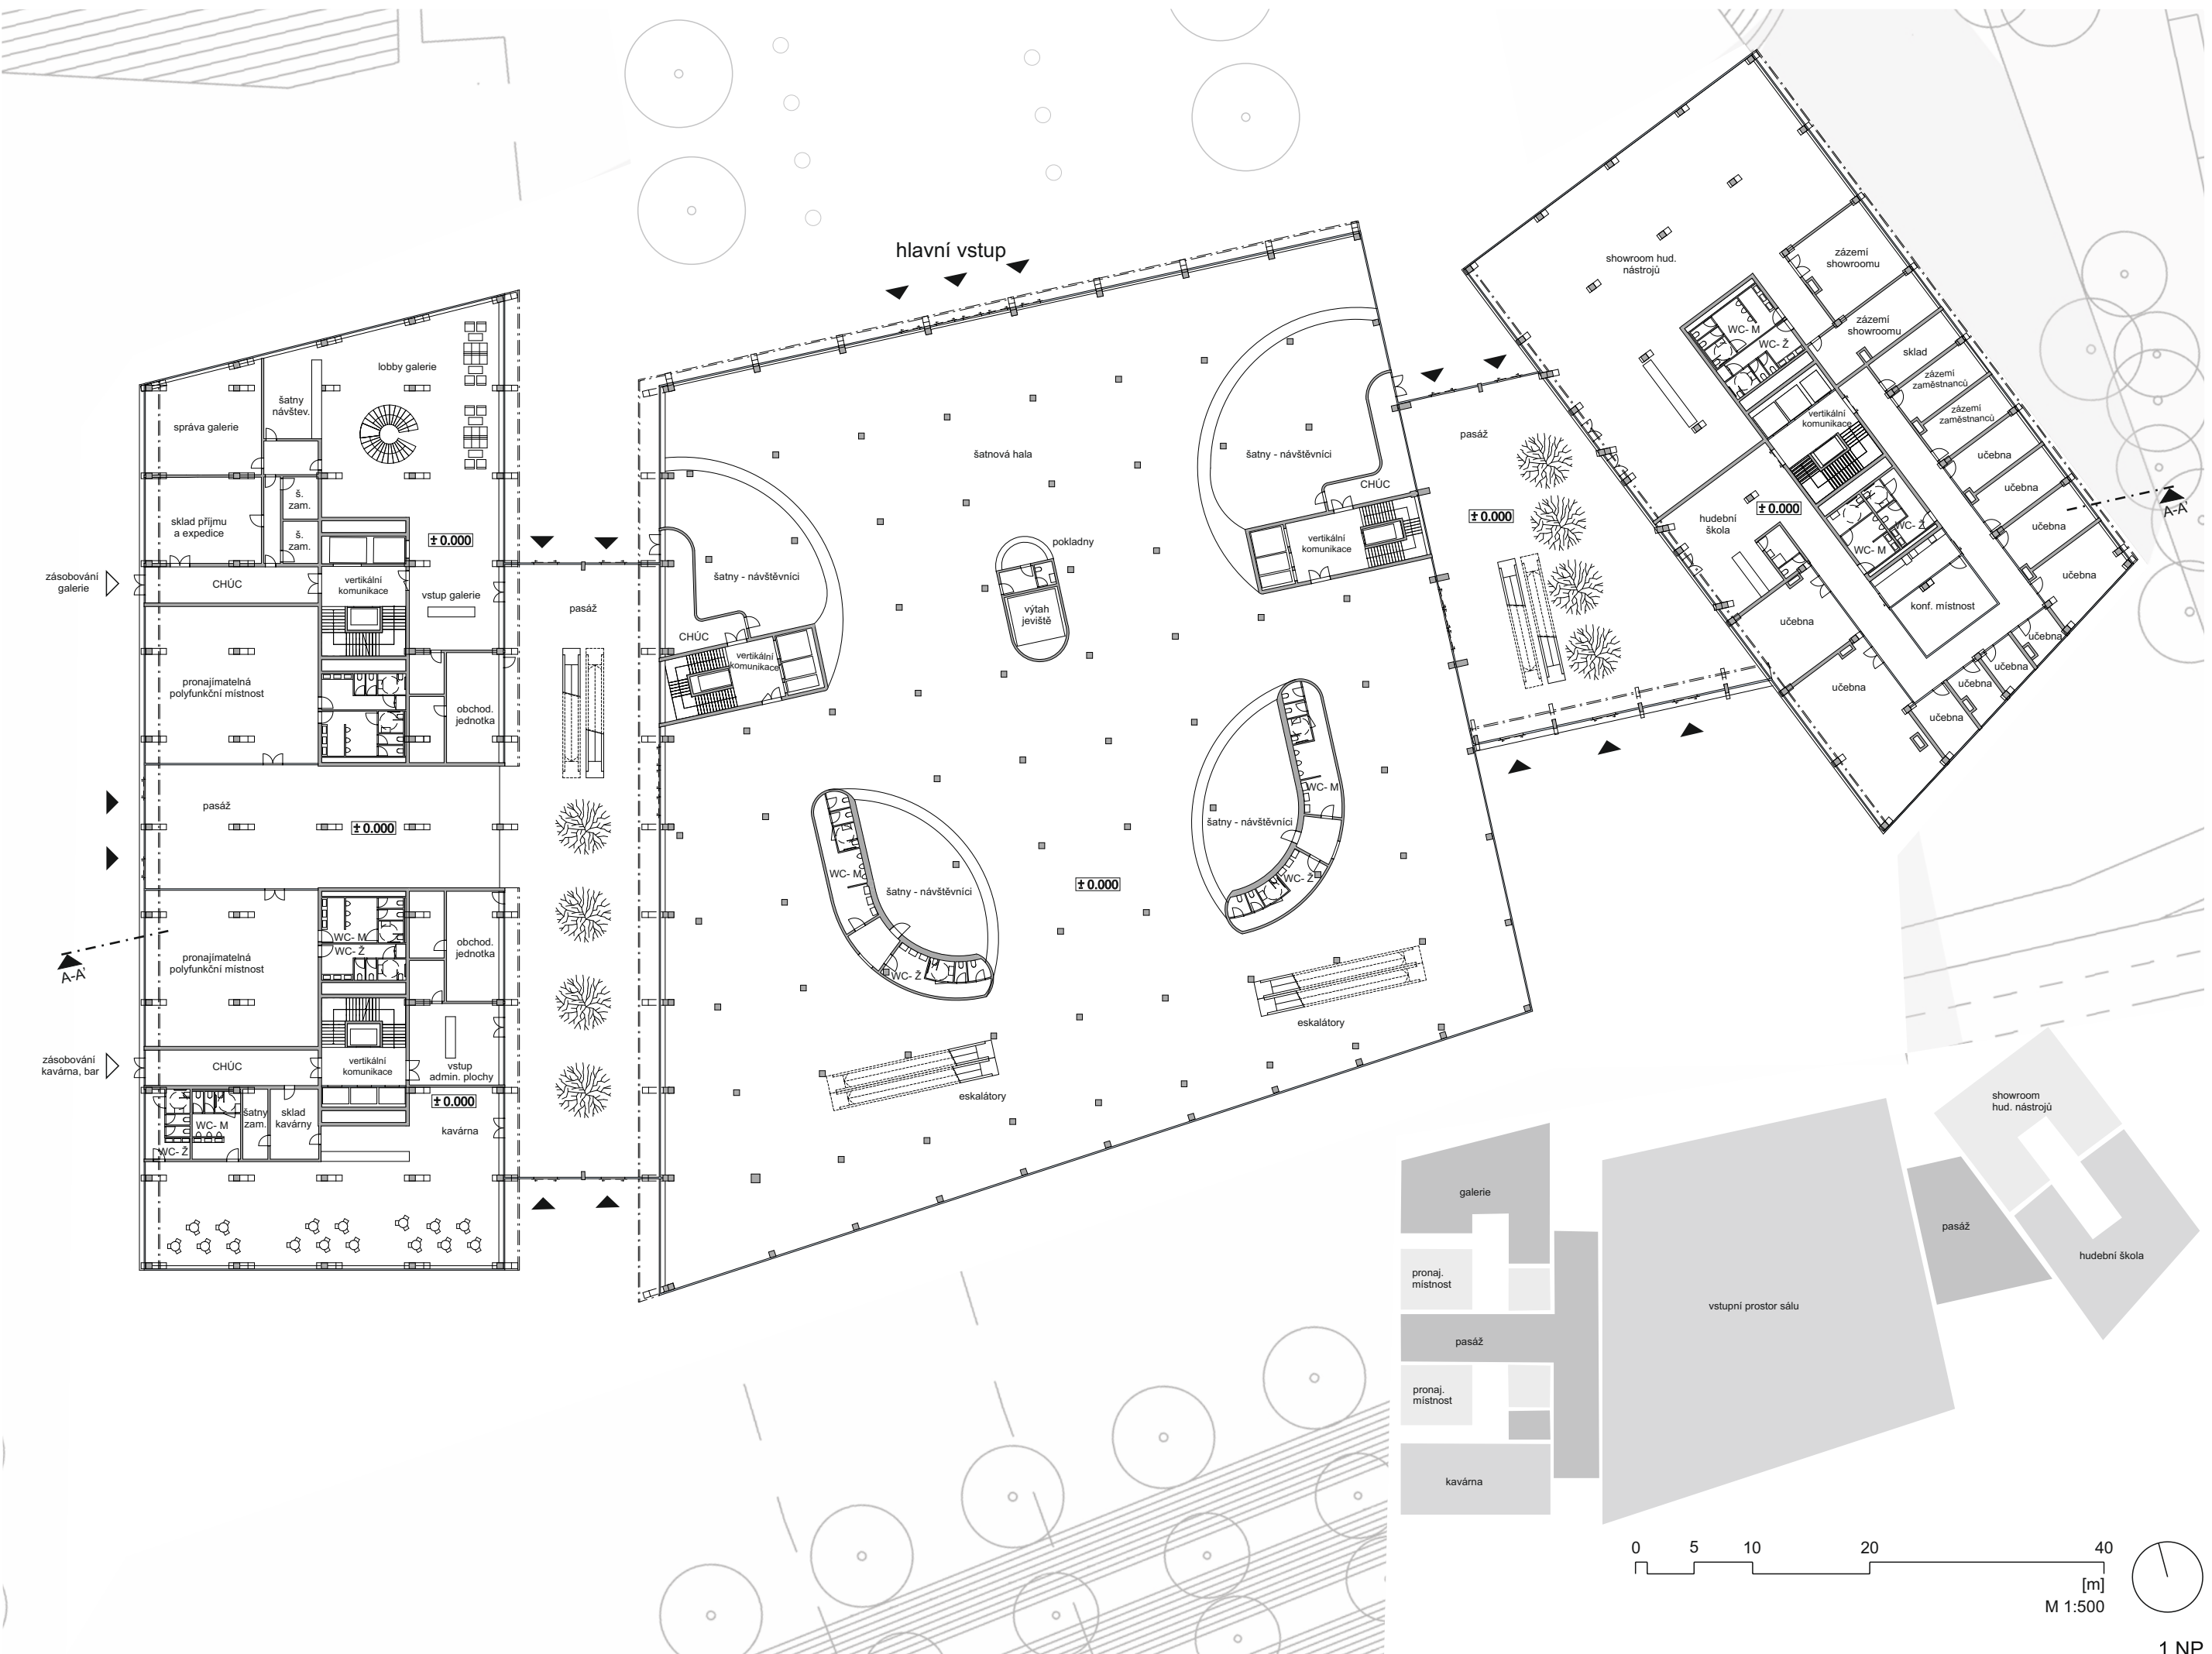 hlavní vstup
lobby galerie
šatny
návštev.
správa galerie
š.
zam.
sklad příjmu
a expedice
š.
zam.
± 0.000
zásobování
galerie
CHÚC
vertikální
komunikace
vstup galerie
pasáž
pronajímatelná
polyfunkční místnost
obchod.
jednotka
pasáž
± 0.000
pronajímatelná
polyfunkční místnost
WC- M
WC- Ž
obchod.
jednotka
A-A'
zásobování
kavárna, bar
CHÚC
vertikální
komunikace
vstup
admin. plochy
± 0.000
WC- M
WC- Ž
šatny
zam.
sklad
kavárny
kavárna
šatnová hala
šatny - návštěvníci
CHÚC
vertikální
komunikace
pokladny
výtah
jeviště
šatny - návštěvníci
CHÚC
vertikální
komunikace
WC- M
šatny - návštěvníci
WC- Ž
WC- M
šatny - návštěvníci
WC- Ž
± 0.000
eskalátory
eskalátory
pasáž
± 0.000
showroom hud.
nástrojů
zázemí
showroomu
zázemí
showroomu
WC- M
WC- Ž
sklad
zázemí
zaměstnanců
zázemí
zaměstnanců
vertikální
komunikace
učebna
učebna
učebna
učebna
hudební
škola
± 0.000
WC- Ž
WC- M
konf. místnost
učebna
učebna
učebna
učebna
učebna
učebna
A-A'
showroom
hud. nástrojů
galerie
pasáž
hudební škola
pronaj.
místnost
vstupní prostor sálu
pasáž
pronaj.
místnost
kavárna
0 5 10 20 40
[m]
M 1:500
1 NP